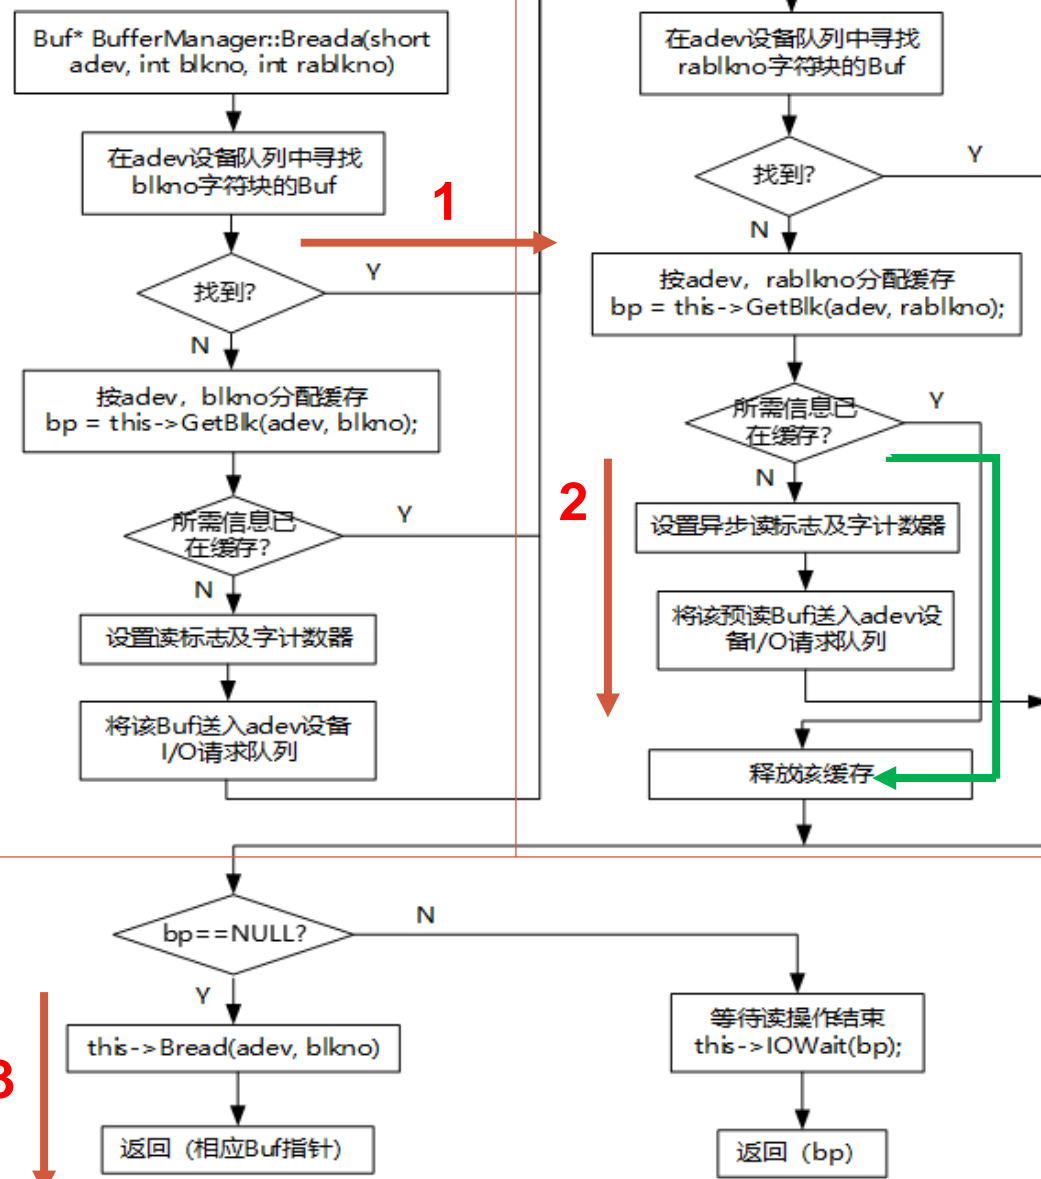 Buf* BufferManager::Breada(short
adev, int blkno, int rablkno)
在adev设备队列中寻找
blkno字符块的Buf
1
找到?
Y
N
按adev，blkno分配缓存
bp = this->GetBlk(adev, blkno);
所需信息已
在缓存?
Y
N
设置读标志及字计数器
将该Buf送入adev设备
I/O请求队列
在adev设备队列中寻找
rablkno字符块的Buf
找到?
Y
N
按adev，rablkno分配缓存
bp = this->GetBlk(adev, rablkno);
所需信息已
在缓存?
Y
2
N
设置异步读标志及字计数器
将该预读Buf送入adev设
备I/O请求队列
释放该缓存
bp==NULL?
N
Y
3
this->Bread(adev, blkno)
返回（相应Buf指针）
等待读操作结束
this->IOWait(bp);
返回（bp）